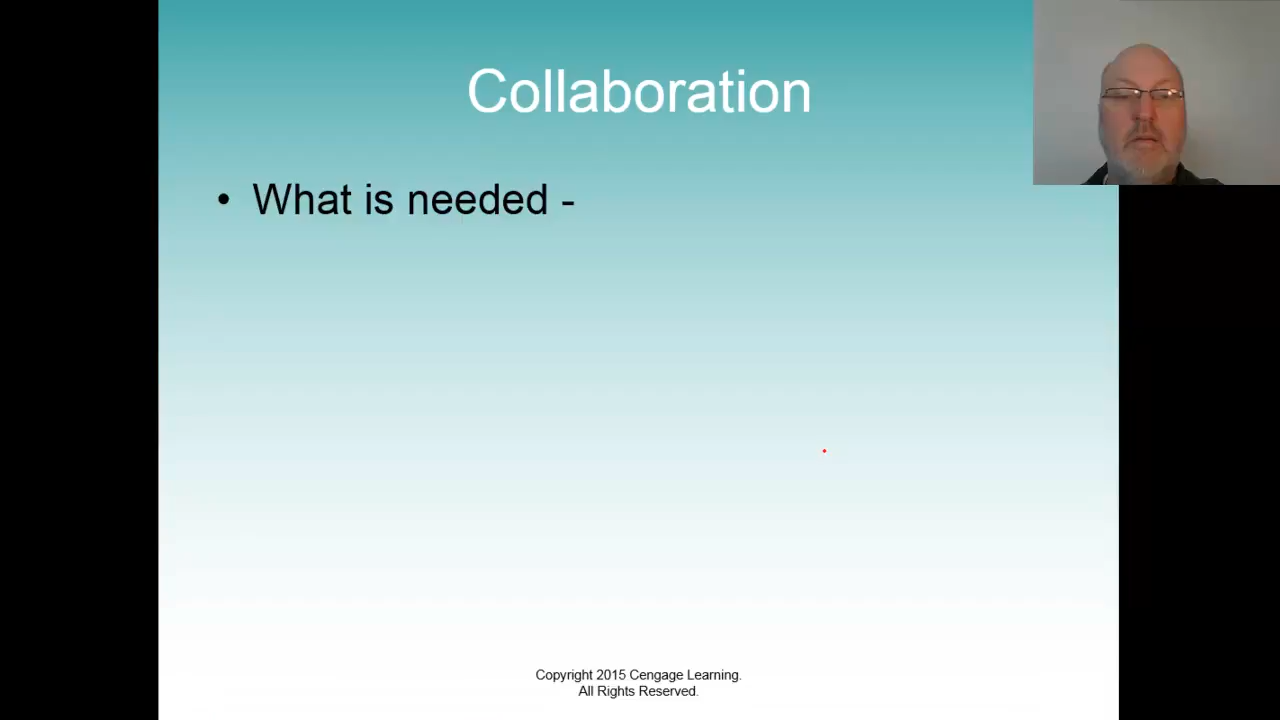 Collaboration
• What is needed -
Copyright 2015 Cengage Learning.
All Rights Reserved.